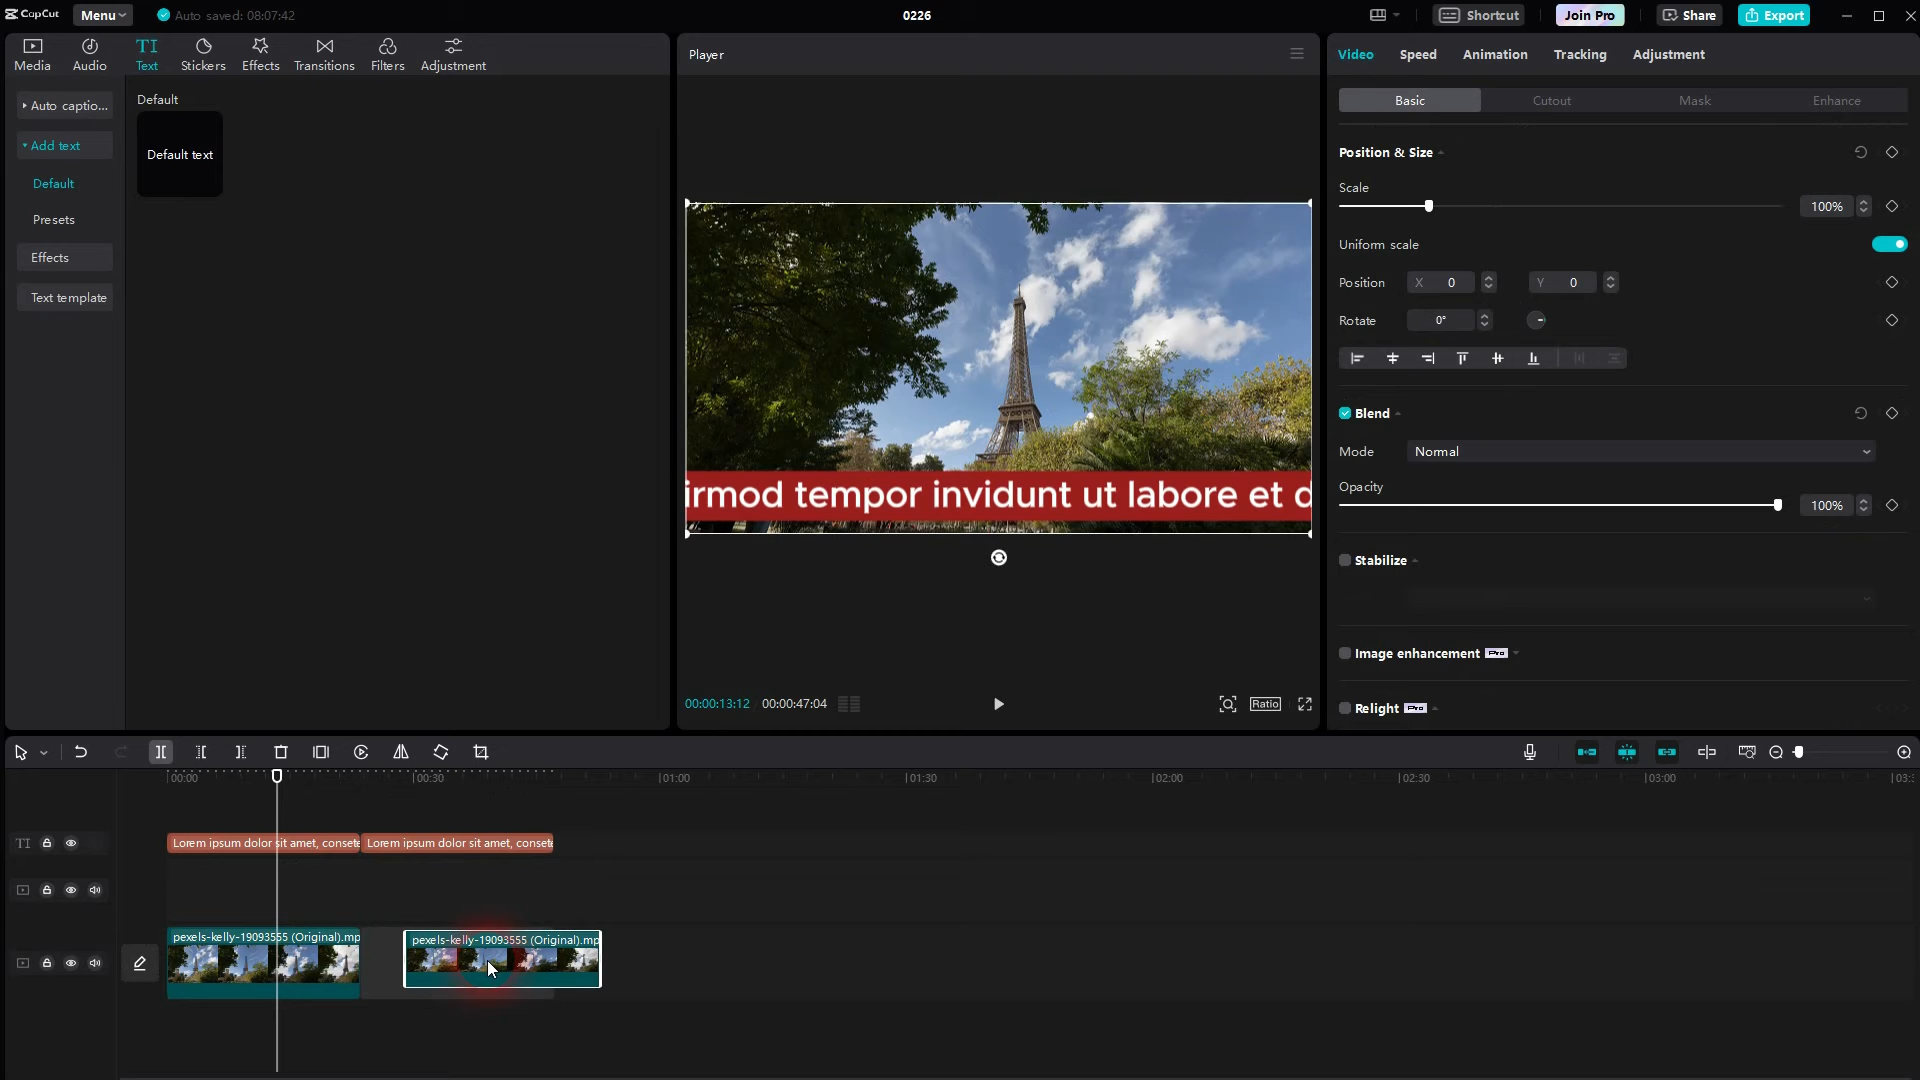 CapCut
Menu
Auto saved: 08:07:42
0226
Shortcut
Join Pro
Share
Export
Media
Audio
TI
Text
Stickers
Effects
Transitions
Filters
Adjustment
Auto captio...
Add text
Default
Presets
Effects
Text template
Default
Default text
Player
irmod tempor invidunt ut labore et d
00:00:13:12
00:00:47:04
Ratio
Video
Speed
Animation
Tracking
Adjustment
Basic
Cutout
Mask
Enhance
Position & Size
Scale
100%
Uniform scale
Position
X 0
Y 0
Rotate
0°
Blend
Mode
Normal
Opacity
100%
Stabilize
Image enhancement
Pro
Relight
Pro
00:00
00:30
01:00
01:30
02:00
02:30
03:00
03:3
TI
Lorem ipsum dolor sit amet, consete
Lorem ipsum dolor sit amet, consete
pexels-kelly-19093555 (Original).mp
pexels-kelly-19093555 (Original).mp